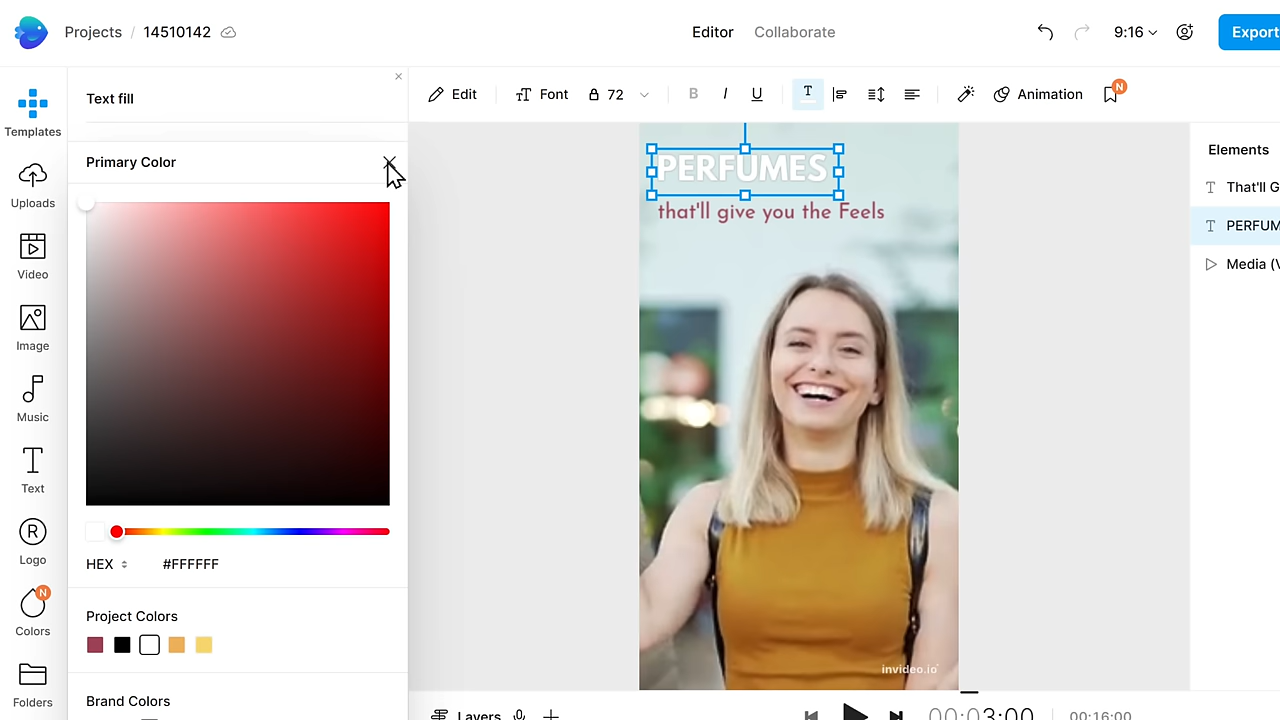 Projects / 14510142
Editor
Collaborate
9:16
Export
Templates
Uploads
Video
Image
Music
Text
Logo
N
Colors
Folders
Text fill
Primary Color
HEX
#FFFFFF
Project Colors
Brand Colors
Edit
Font
72
B
I
U
T
Animation
N
PERFUMES
that'll give you the Feels
invideo.io
Elements
That'll G
PERFUM
Media (V
Layers
00:03:00
00:16:00